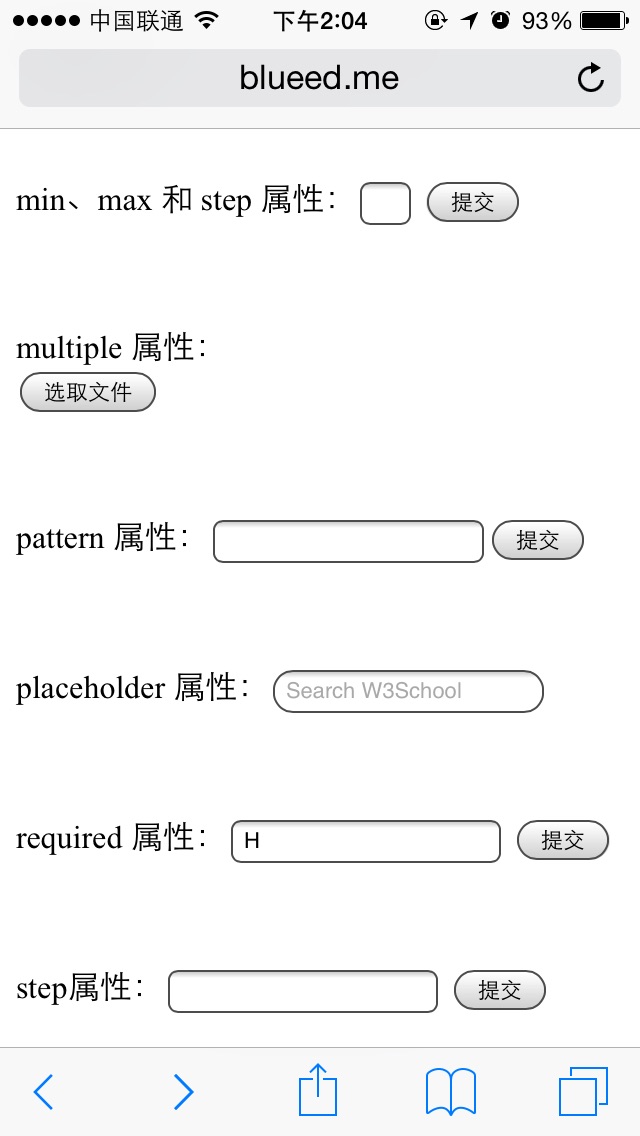 中国联通 下午2:04 93%
blueed.me
min、max 和 step 属性： 提交
multiple 属性：
选取文件
pattern 属性： 提交
placeholder 属性： Search W3School
required 属性： H 提交
step属性： 提交